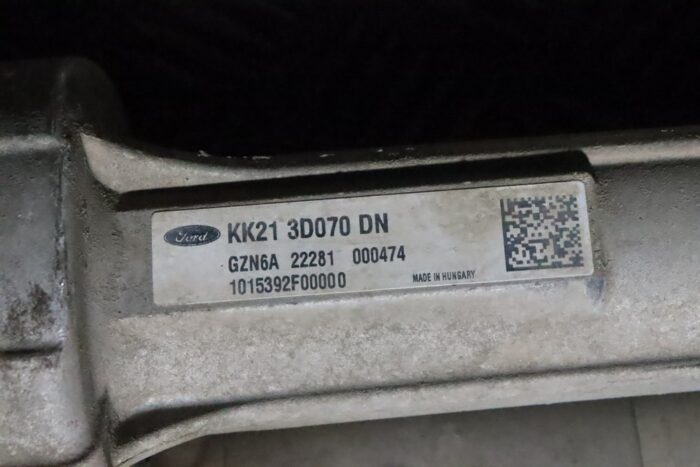 Ford KK21 3D070 DN
GZN6A 22281 000474
1015392F00000 MADE IN HUNGARY